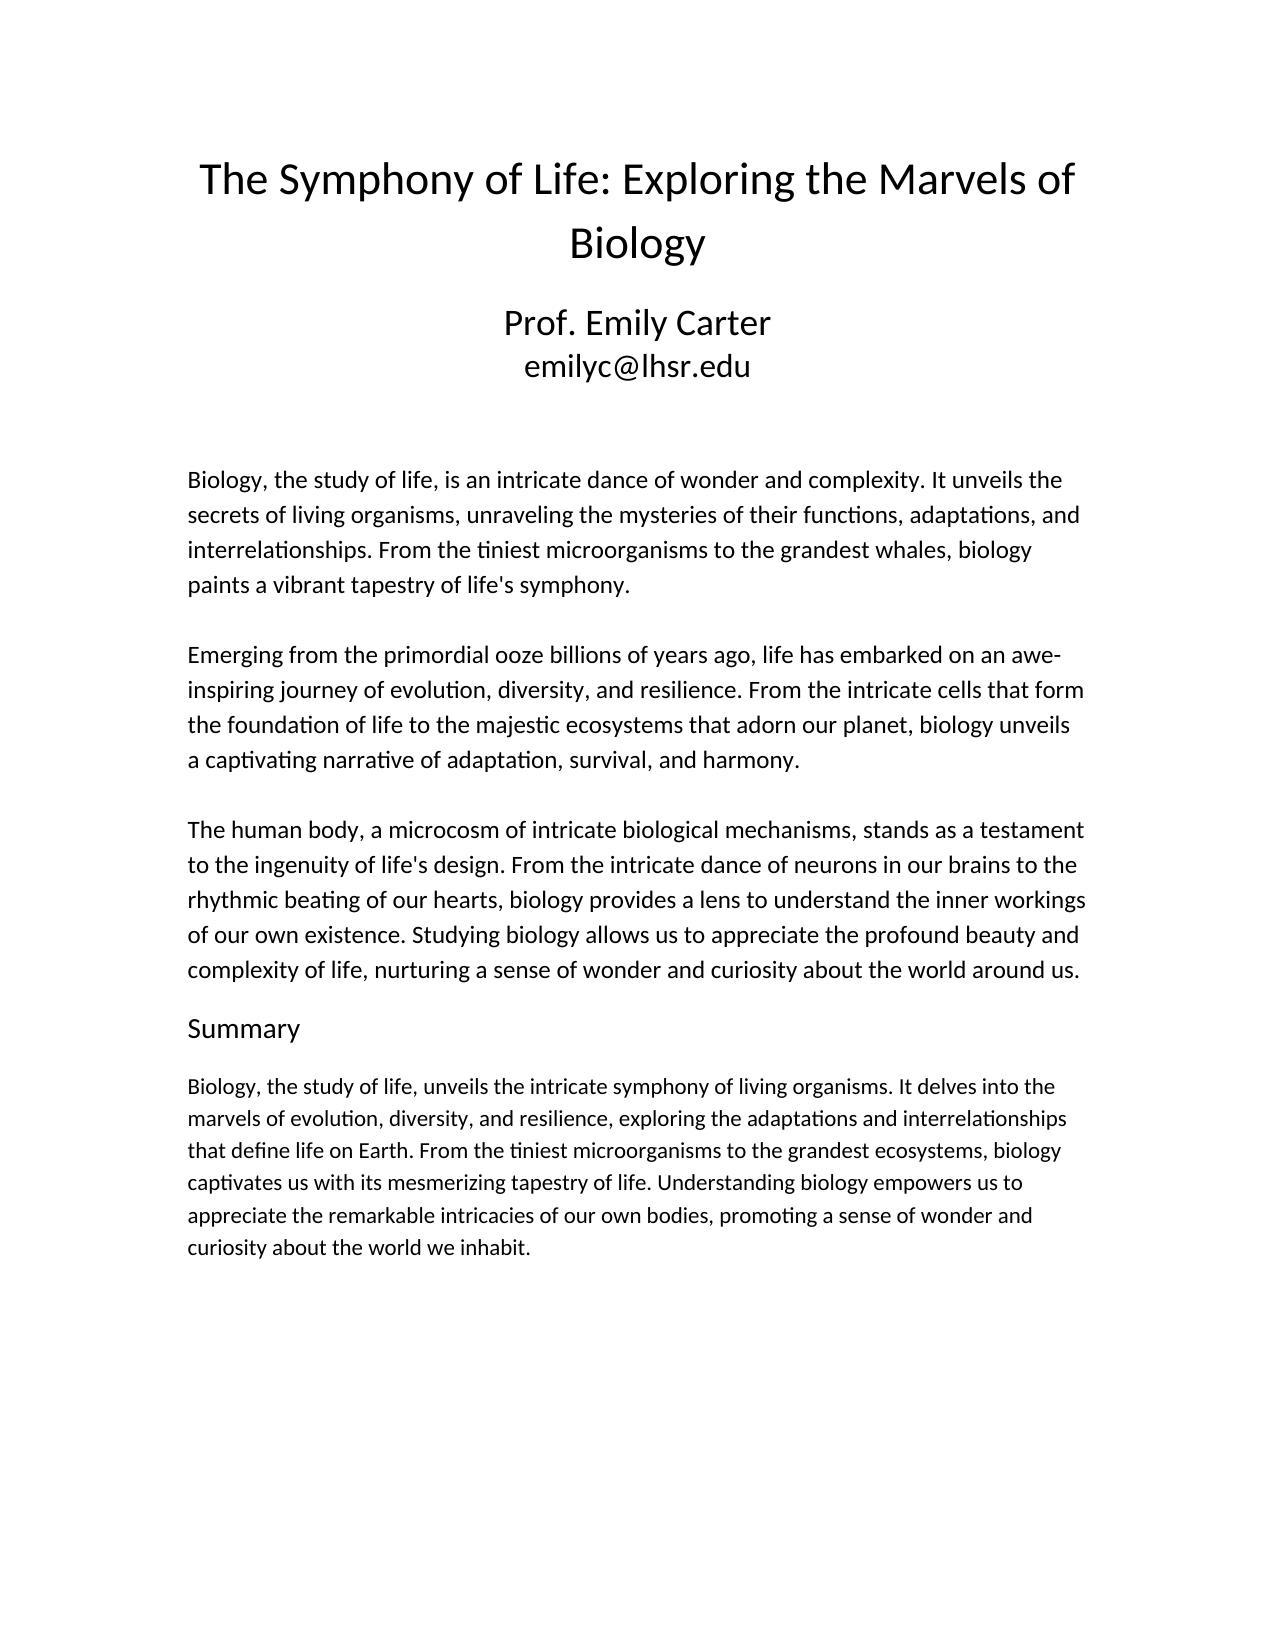 The Symphony of Life: Exploring the Marvels of
Biology
Prof. Emily Carter
emilyc@lhsr.edu
Biology, the study of life, is an intricate dance of wonder and complexity. It unveils the
secrets of living organisms, unraveling the mysteries of their functions, adaptations, and
interrelationships. From the tiniest microorganisms to the grandest whales, biology
paints a vibrant tapestry of life's symphony.
Emerging from the primordial ooze billions of years ago, life has embarked on an awe-
inspiring journey of evolution, diversity, and resilience. From the intricate cells that form
the foundation of life to the majestic ecosystems that adorn our planet, biology unveils
a captivating narrative of adaptation, survival, and harmony.
The human body, a microcosm of intricate biological mechanisms, stands as a testament
to the ingenuity of life's design. From the intricate dance of neurons in our brains to the
rhythmic beating of our hearts, biology provides a lens to understand the inner workings
of our own existence. Studying biology allows us to appreciate the profound beauty and
complexity of life, nurturing a sense of wonder and curiosity about the world around us.
Summary
Biology, the study of life, unveils the intricate symphony of living organisms. It delves into the
marvels of evolution, diversity, and resilience, exploring the adaptations and interrelationships
that define life on Earth. From the tiniest microorganisms to the grandest ecosystems, biology
captivates us with its mesmerizing tapestry of life. Understanding biology empowers us to
appreciate the remarkable intricacies of our own bodies, promoting a sense of wonder and
curiosity about the world we inhabit.